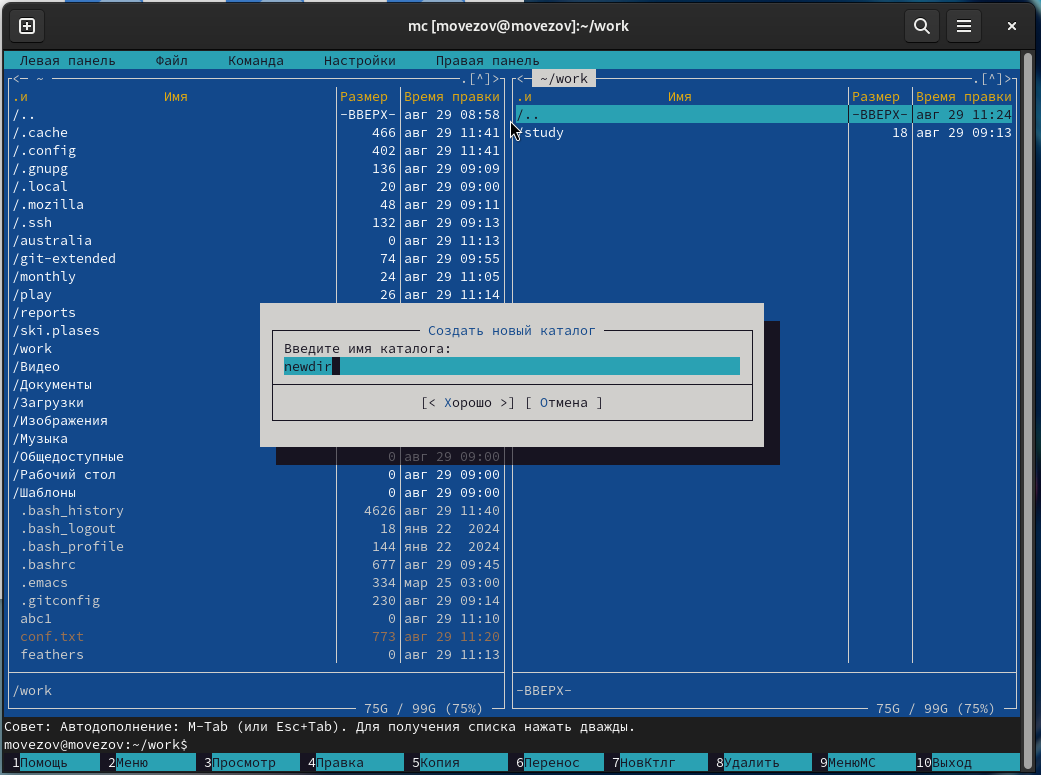 mc [movezov@movezov]:~/work
Левая панель Файл Команда Настройки Правая панель
<— ~ .[^]> <— ~/work .[^]>
.и Имя Размер Время правки .и Имя Размер Время правки
/.. -ВВЕРХ- авг 29 08:58 /.. -ВВЕРХ- авг 29 11:24
/.cache 466 авг 29 11:41 /study 18 авг 29 09:13
/.config 402 авг 29 11:41
/.gnupg 136 авг 29 09:09
/.local 20 авг 29 09:00
/.mozilla 48 авг 29 09:11
/.ssh 132 авг 29 09:13
/australia 0 авг 29 11:13
/git-extended 74 авг 29 09:55
/monthly 24 авг 29 11:05
/play 26 авг 29 11:14
/reports
/ski.plases
/work
/Видео
/Документы
/Загрузки
/Изображения
/Музыка
/Общедоступные 0 авг 29 09:00
/Рабочий стол 0 авг 29 09:00
/Шаблоны 0 авг 29 09:00
.bash_history 4626 авг 29 11:40
.bash_logout 18 янв 22 2024
.bash_profile 144 янв 22 2024
.bashrc 677 авг 29 09:45
.emacs 334 мар 25 03:00
.gitconfig 230 авг 29 09:14
abc1 0 авг 29 11:10
conf.txt 773 авг 29 11:20
feathers 0 авг 29 11:13
Создать новый каталог
Введите имя каталога:
newdir
[< Хорошо >] [ Отмена ]
/work -ВВЕРХ-
75G / 99G (75%) 75G / 99G (75%)
Совет: Автодополнение: M-Tab (или Esc+Tab). Для получения списка нажать дважды.
movezov@movezov:~/work$
1Помощь 2Меню 3Просмотр 4Правка 5Копия 6Перенос 7НовКтлг 8Удалить 9МенюМС 10Выход